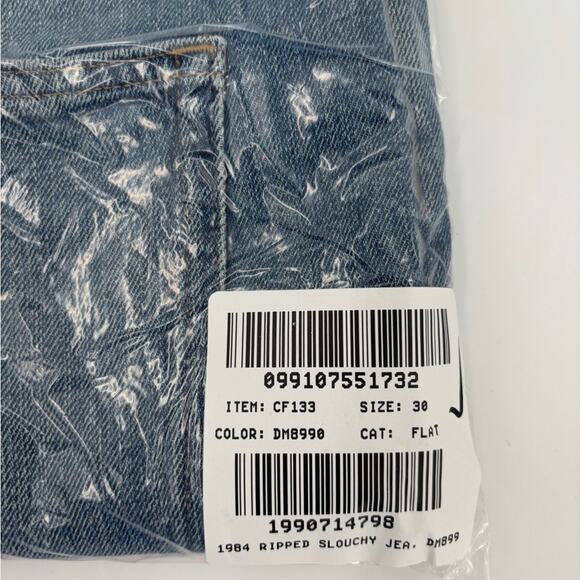 099107551732
ITEM: CF133 SIZE: 30
COLOR: DM8990 CAT: FLAT
1990714798
1984 RIPPED SLOUCHY JEA, DM899